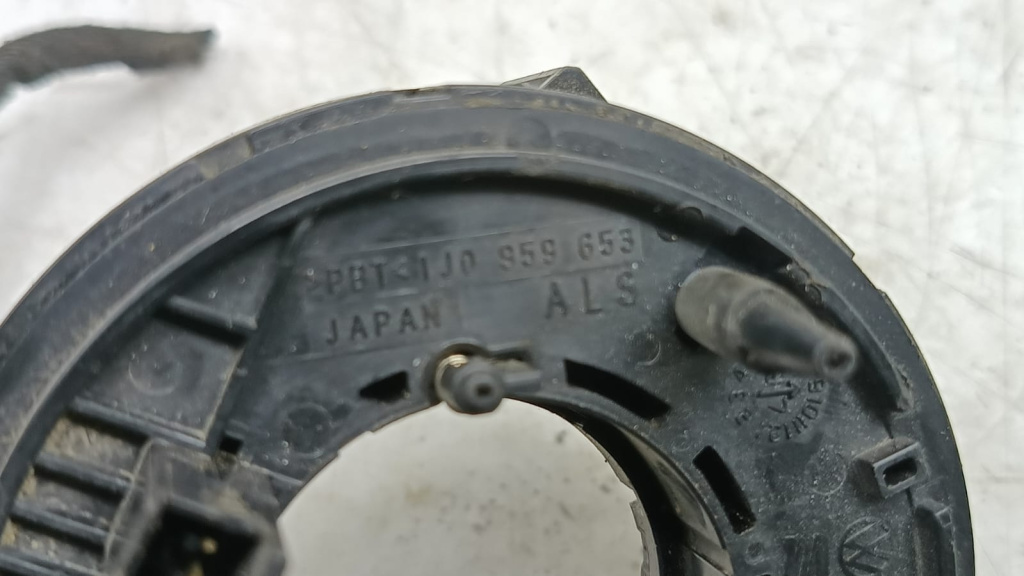 >PBT< 1J0 959 653
JAPAN ALS